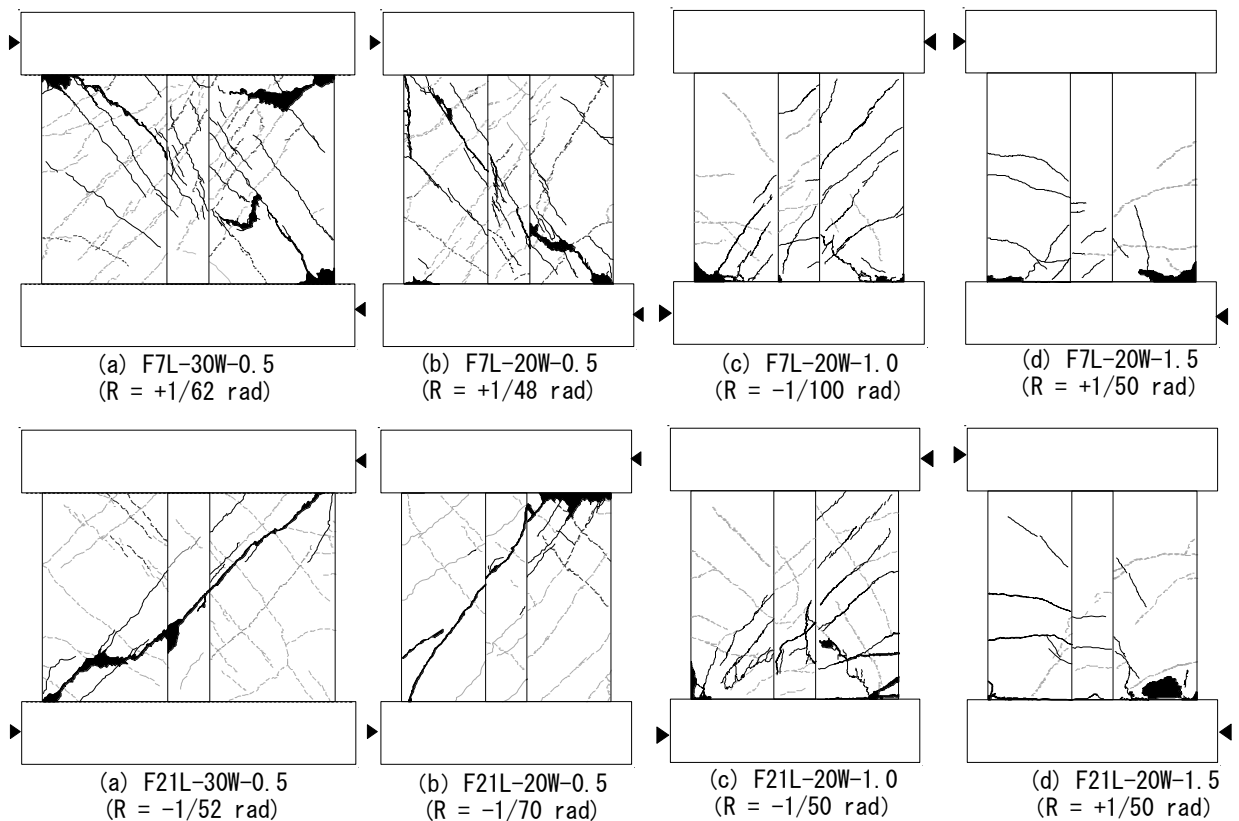 (a) F7L-30W-0.5
(R = +1/62 rad)
(b) F7L-20W-0.5
(R = +1/48 rad)
(c) F7L-20W-1.0
(R = -1/100 rad)
(d) F7L-20W-1.5
(R = +1/50 rad)
(a) F21L-30W-0.5
(R = -1/52 rad)
(b) F21L-20W-0.5
(R = -1/70 rad)
(c) F21L-20W-1.0
(R = -1/50 rad)
(d) F21L-20W-1.5
(R = +1/50 rad)